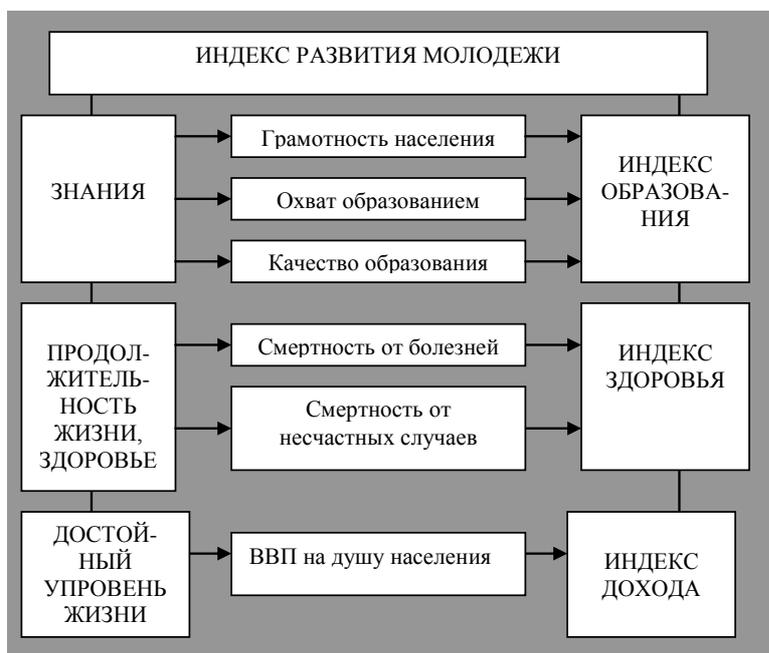 ИНДЕКС РАЗВИТИЯ МОЛОДЕЖИ
ЗНАНИЯ
Грамотность населения
Охват образованием
Качество образования
ИНДЕКС
ОБРАЗОВА-
НИЯ
ПРОДОЛ-
ЖИТЕЛЬ-
НОСТЬ
ЖИЗНИ,
ЗДОРОВЬЕ
Смертность от болезней
Смертность от
несчастных случаев
ИНДЕКС
ЗДОРОВЬЯ
ДОСТОЙ-
НЫЙ
УПРОВЕНЬ
ЖИЗНИ
ВВП на душу населения
ИНДЕКС
ДОХОДА